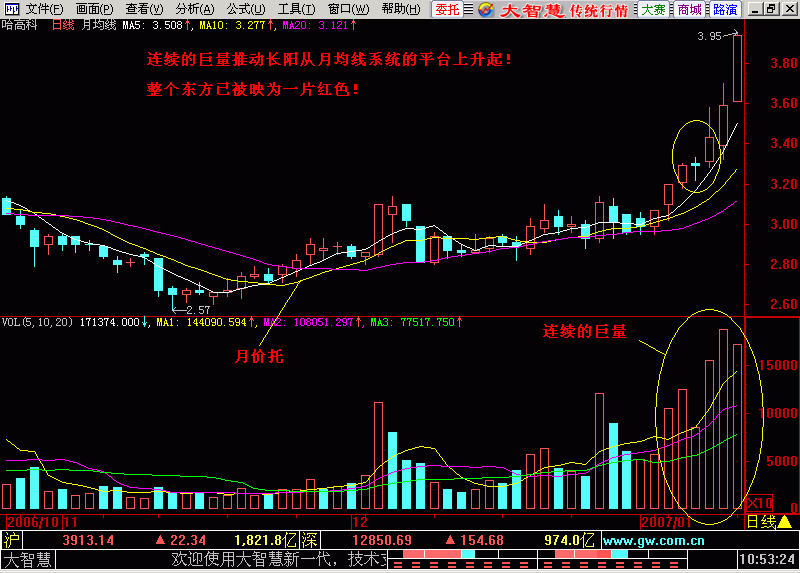 文件(F) 画面(P) 查看(V) 分析(A) 公式(U) 工具(T) 窗口(W) 帮助(H) 委托 大智慧 传统行情 大赛 商城 路演
哈高科 日线 月均线 MA5: 3.508↑, MA10: 3.277↑, MA20: 3.121↑
3.95→
连续的巨量推动长阳从月均线系统的平台上升起!
整个东方已被映为一片红色!
3.80
3.60
3.40
3.20
3.00
2.80
2.60
←2.57
VOL(5,10,20) 171374.000↓, MA1: 144090.594↑, MA2: 106051.297↑, MA3: 77517.750↑
连续的巨量
月价托
15000
10000
5000
X10
2006/10 11 12 2007/01 日线
沪 3913.14 ▲ 22.34 1,821.8亿 深 12850.69 ▲ 154.68 974.0亿 www.gw.com.cn
大智慧 欢迎使用大智慧新一代，技术支 10:53:24